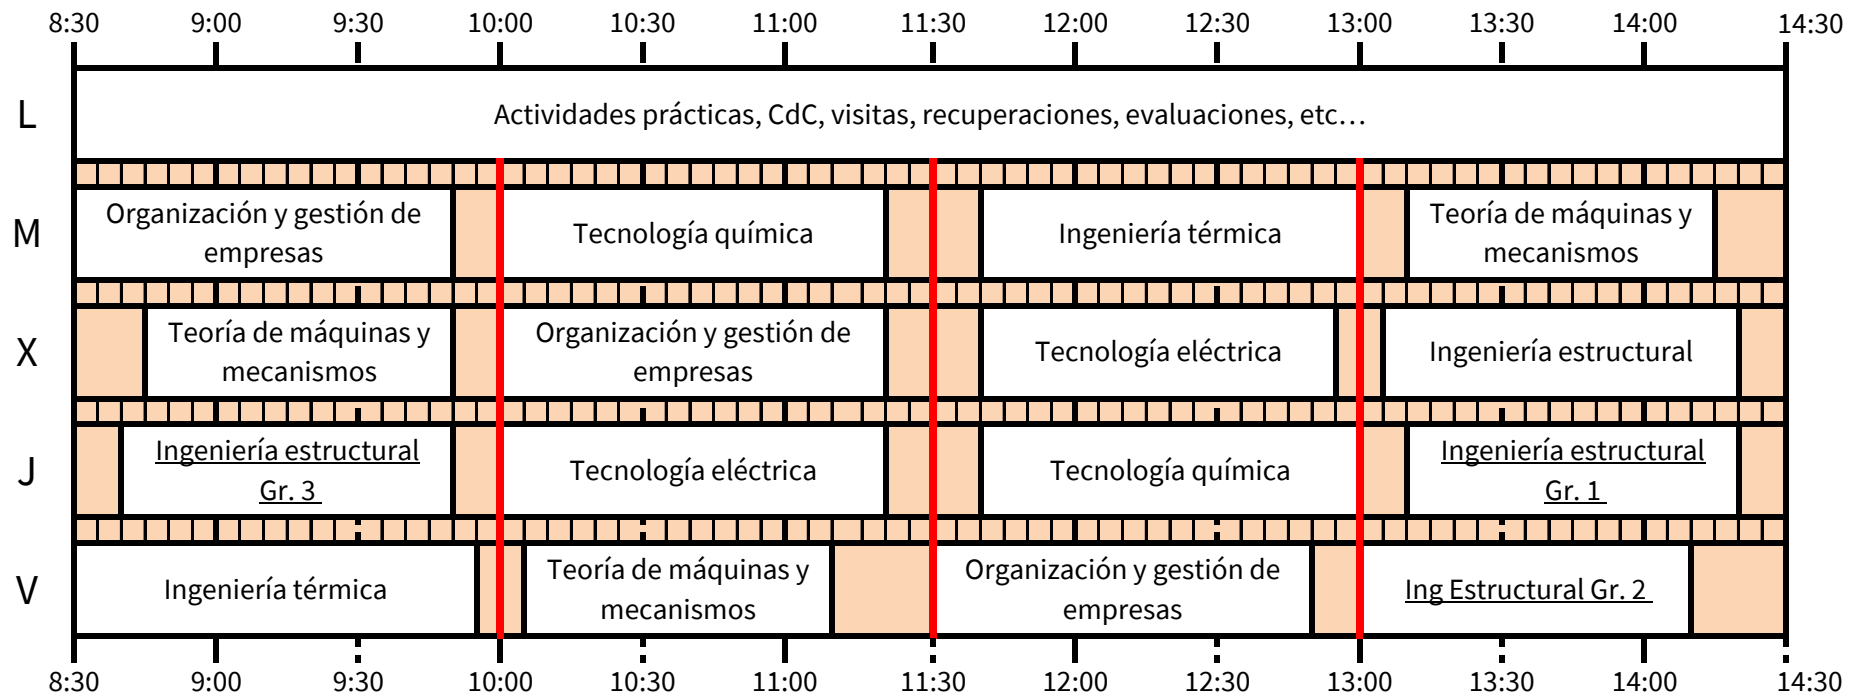 8:30 9:00 9:30 10:00 10:30 11:00 11:30 12:00 12:30 13:00 13:30 14:00 14:30
L
Actividades prácticas, CdC, visitas, recuperaciones, evaluaciones, etc…
M
Organización y gestión de
empresas
Tecnología química
Ingeniería térmica
Teoría de máquinas y
mecanismos
X
Teoría de máquinas y
mecanismos
Organización y gestión de
empresas
Tecnología eléctrica
Ingeniería estructural
J
Ingeniería estructural
Gr. 3
Tecnología eléctrica
Tecnología química
Ingeniería estructural
Gr. 1
V
Ingeniería térmica
Teoría de máquinas y
mecanismos
Organización y gestión de
empresas
Ing Estructural Gr. 2
8:30 9:00 9:30 10:00 10:30 11:00 11:30 12:00 12:30 13:00 13:30 14:00 14:30